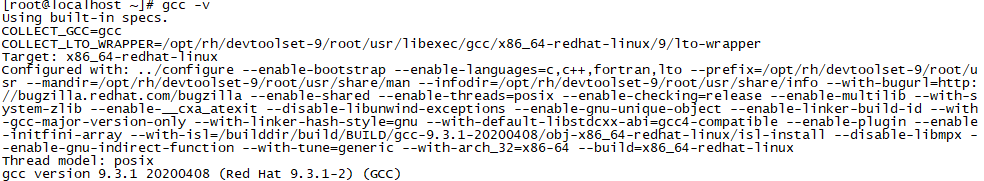 [root@localhost ~]# gcc -v
Using built-in specs.
COLLECT_GCC=gcc
COLLECT_LTO_WRAPPER=/opt/rh/devtoolset-9/root/usr/libexec/gcc/x86_64-redhat-linux/9/lto-wrapper
Target: x86_64-redhat-linux
Configured with: ../configure --enable-bootstrap --enable-languages=c,c++,fortran,lto --prefix=/opt/rh/devtoolset-9/root/u
sr --mandir=/opt/rh/devtoolset-9/root/usr/share/man --infodir=/opt/rh/devtoolset-9/root/usr/share/info --with-bugurl=http:
//bugzilla.redhat.com/bugzilla --enable-shared --enable-threads=posix --enable-checking=release --enable-multilib --with-s
ystem-zlib --enable-__cxa_atexit --disable-libunwind-exceptions --enable-gnu-unique-object --enable-linker-build-id --with
-gcc-major-version-only --with-linker-hash-style=gnu --with-default-libstdcxx-abi=gcc4-compatible --enable-plugin --enable
-initfini-array --with-isl=/builddir/build/BUILD/gcc-9.3.1-20200408/obj-x86_64-redhat-linux/isl-install --disable-libmpx -
-enable-gnu-indirect-function --with-tune=generic --with-arch_32=x86-64 --build=x86_64-redhat-linux
Thread model: posix
gcc version 9.3.1 20200408 (Red Hat 9.3.1-2) (GCC)